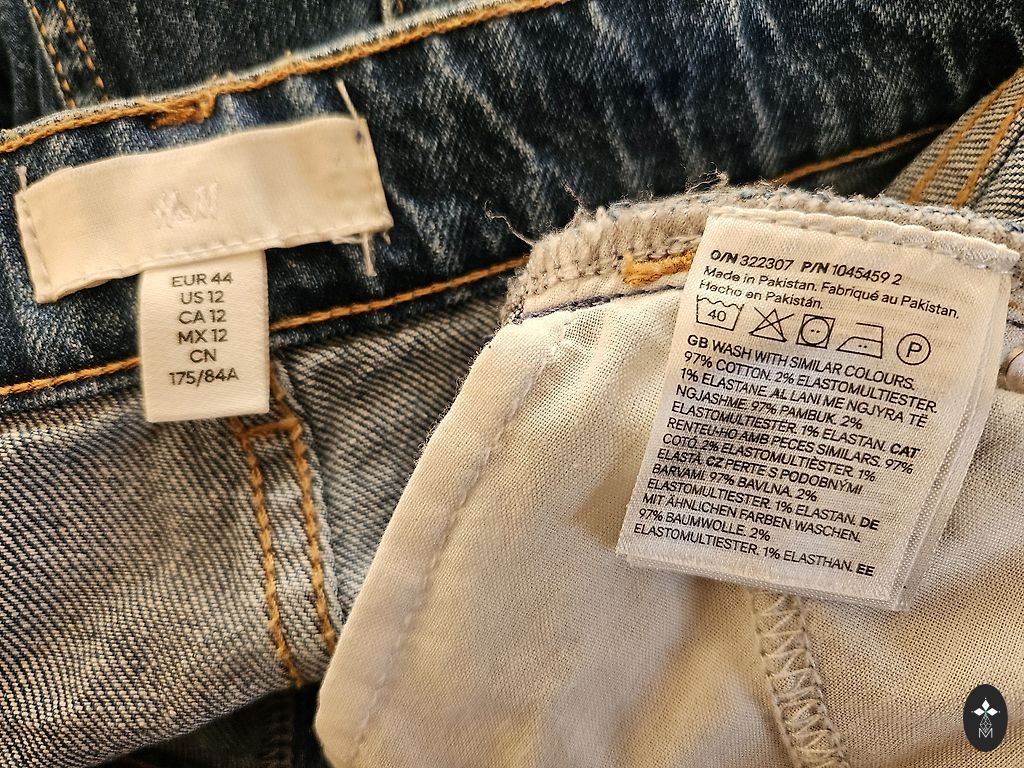 H&M
EUR 44
US 12
CA 12
MX 12
CN
175/84A
O/N 322307 P/N 1045459 2
Made in Pakistan. Fabriqué au Pakistan.
Hecho en Pakistán.
40
P
GB WASH WITH SIMILAR COLOURS.
97% COTTON. 2% ELASTOMULTIESTER.
1% ELASTANE. AL LANI ME NGJYRA TË
NGJASHME. 97% PAMBUK. 2%
ELASTOMULTIESTER. 1% ELASTAN. CAT
RENTEU-HO AMB PECES SIMILARS. 97%
COTÓ. 2% ELASTOMULTIÈSTER. 1%
ELASTÀ. CZ PERTE S PODOBNÝMI
BARVAMI. 97% BAVLNA. 2%
ELASTOMULTIESTER. 1% ELASTAN. DE
MIT ÄHNLICHEN FARBEN WASCHEN.
97% BAUMWOLLE. 2%
ELASTOMULTIESTER. 1% ELASTHAN. EE
M